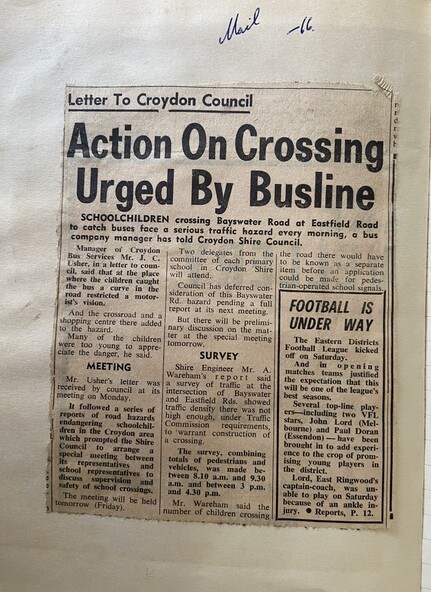 Mail -66.
Letter To Croydon Council
Action On Crossing
Urged By Busline
SCHOOLCHILDREN crossing Bayswater Road at Eastfield Road
to catch buses face a serious traffic hazard every morning, a bus
company manager has told Croydon Shire Council.
Manager of Croydon
Bus Services Mr. J. C.
Usher, in a letter to coun-
cil, said that at the place
where the children caught
the bus a curve in the
road restricted a motor-
ist's vision.
And the crossroad and a
shopping centre there added
to the hazard.
Many of the children
were too young to appre-
ciate the danger, he said.
MEETING
Mr. Usher's letter was
received by council at its
meeting on Monday.
It followed a series of
reports of road hazards
endangering schoolchil-
dren in the Croydon area
which prompted the Shire
Council to arrange a
special meeting between
its representatives and
school representatives to
discuss supervision and
safety of school crossings.
The meeting will be held
tomorrow (Friday).
Two delegates from the
committee of each primary
school in Croydon Shire
will attend.
Council has deferred con-
sideration of this Bayswater
Rd. hazard pending a full
report at its next meeting.
But there will be prelimin-
ary discussion on the mat-
ter at the special meeting
tomorrow.
SURVEY
Shire Engineer Mr. A.
Wareham's report said
a survey of traffic at the
intersection of Bayswater
and Eastfield Rds. showed
traffic density there was not
high enough, under Traffic
Commission requirements,
to warrant construction of
a crossing.
The survey, combining
totals of pedestrians and
vehicles, was made be-
tween 8.10 a.m. and 9.30
a.m. and between 3 p.m.
and 4.30 p.m.
Mr. Wareham said the
number of children crossing
the road there would have
to be known as a separate
item before an application
could be made for pedes-
trian-operated school signals
FOOTBALL IS
UNDER WAY
The Eastern Districts
Football League kicked
off on Saturday.
And in opening
matches teams justified
the expectation that this
will be one of the league's
best seasons.
Several top-line play-
ers—including two VFL
stars, John Lord (Mel-
bourne) and Paul Doran
(Essendon) — have been
brought in to add experi-
ence to the crop of prom-
ising young players in
the district.
Lord, East Ringwood's
captain-coach, was un-
able to play on Saturday
because of an ankle in-
jury. ● Reports, P. 12.